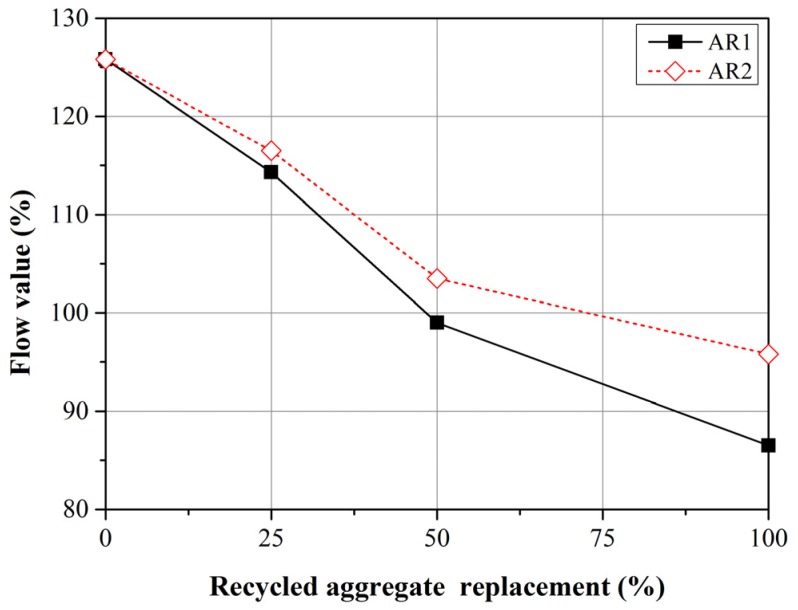 130
120
110
100
90
80
Flow value (%)
AR1
AR2
0
25
50
75
100
Recycled aggregate  replacement (%)